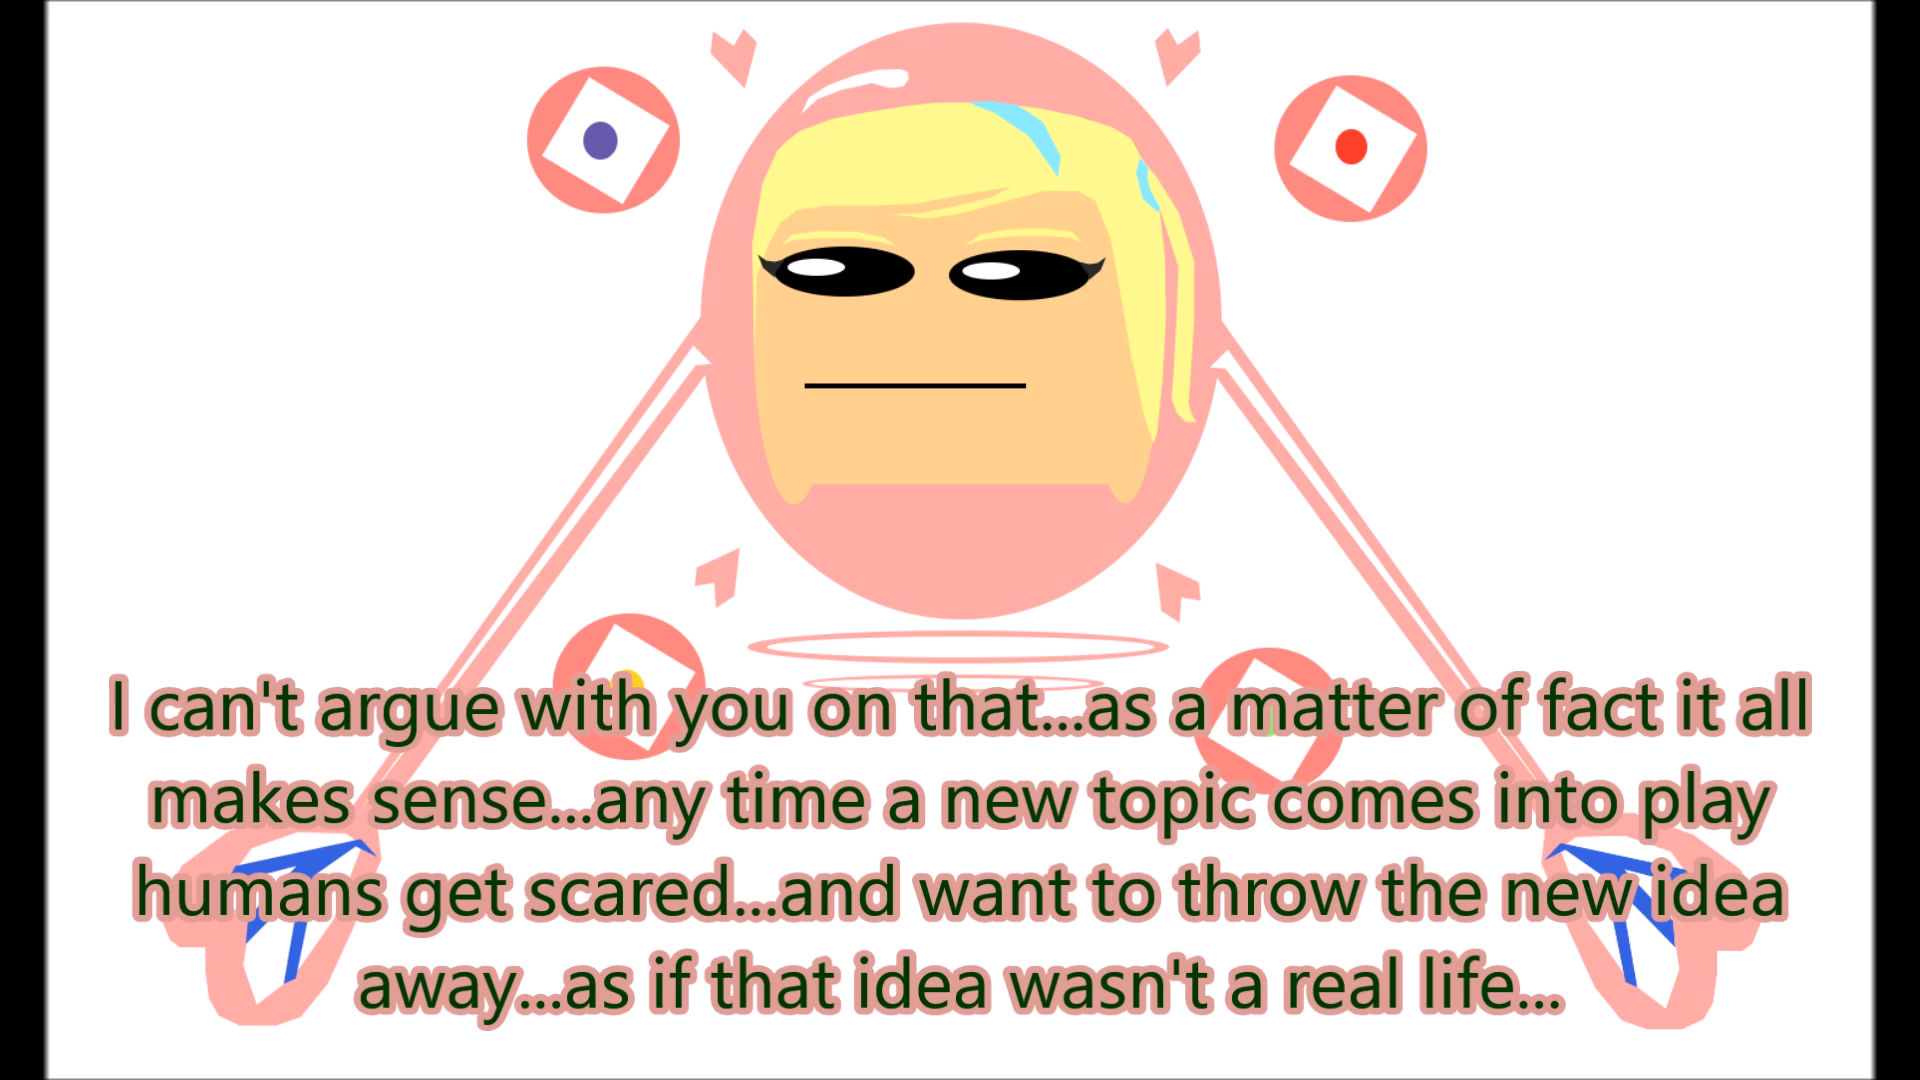 I can't argue with you on that...as a matter of fact it all
makes sense...any time a new topic comes into play
humans get scared...and want to throw the new idea
away...as if that idea wasn't a real life...